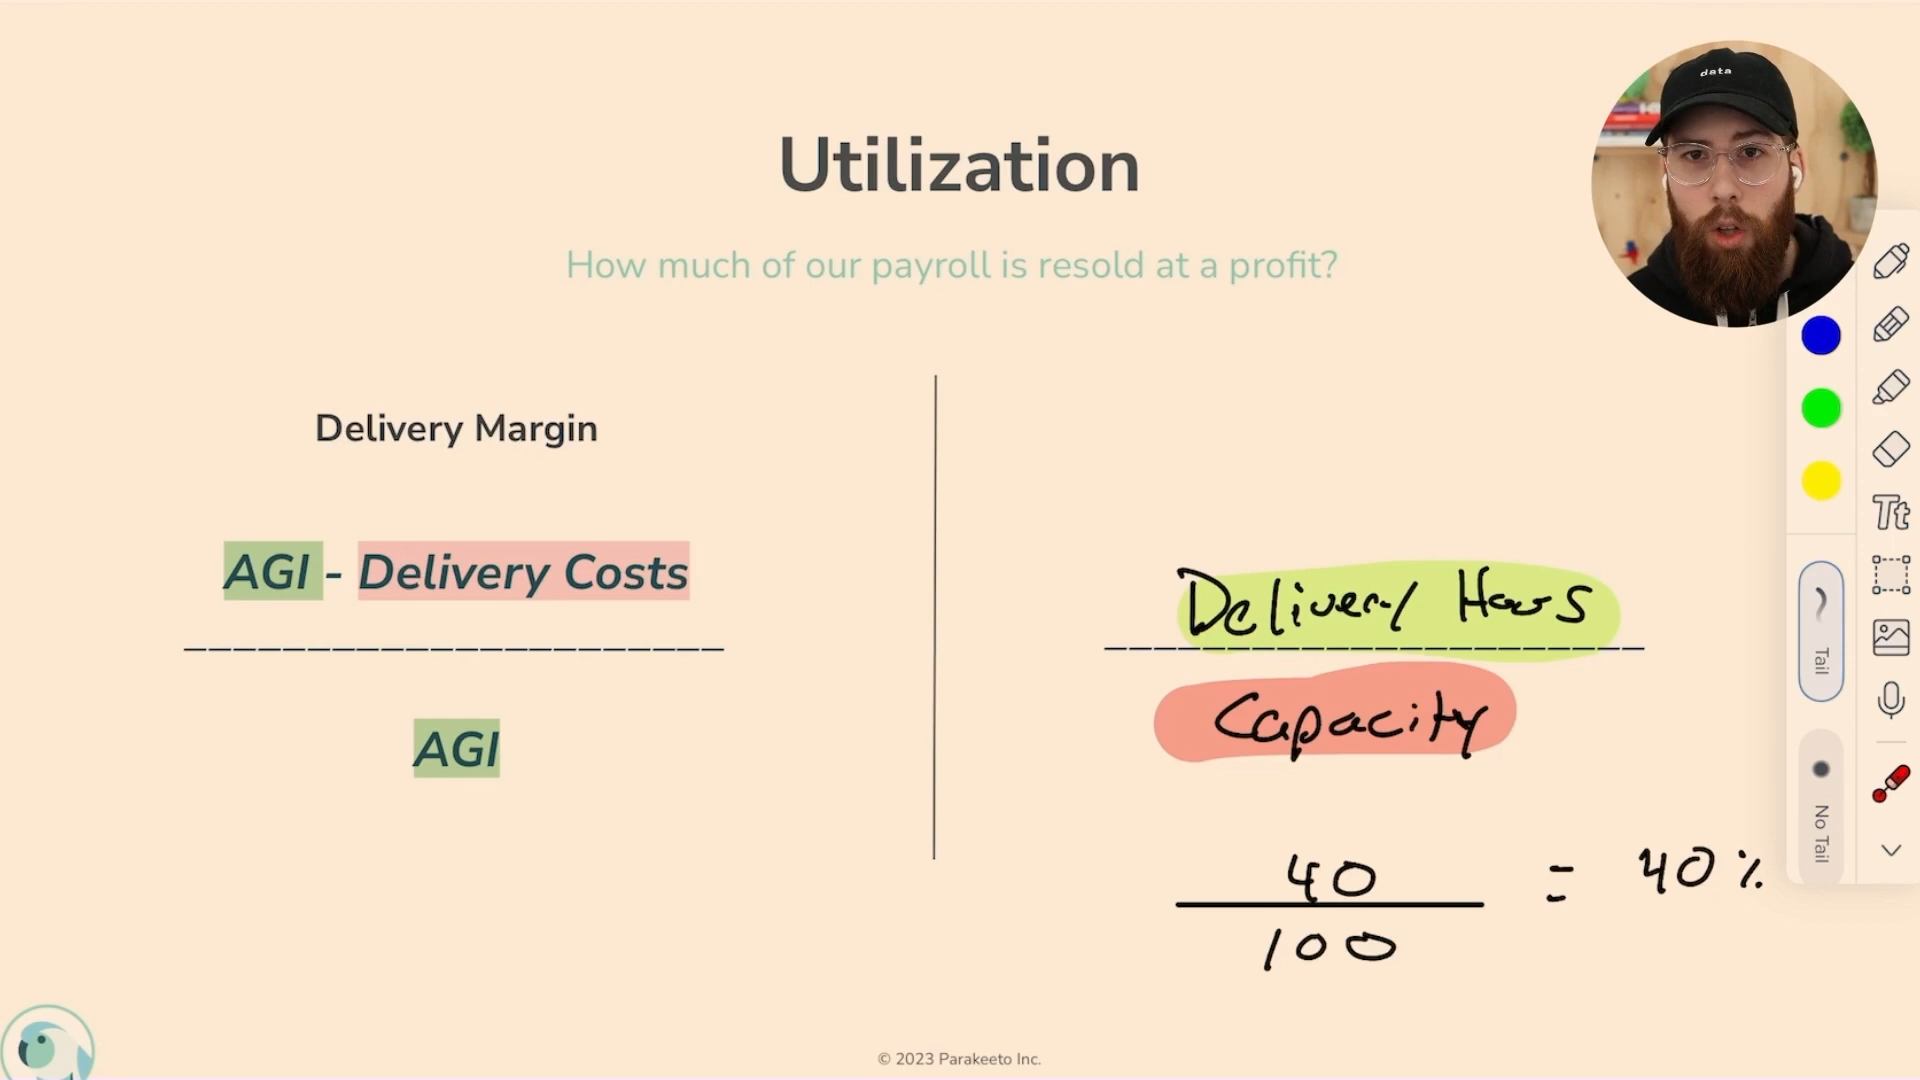 data
Utilization
How much of our payroll is resold at a profit?
Delivery Margin
AGI - Delivery Costs
AGI
Delivery Hours
Capacity
40
100
= 40%
Tt
Tail
No Tail
© 2023 Parakeeto Inc.